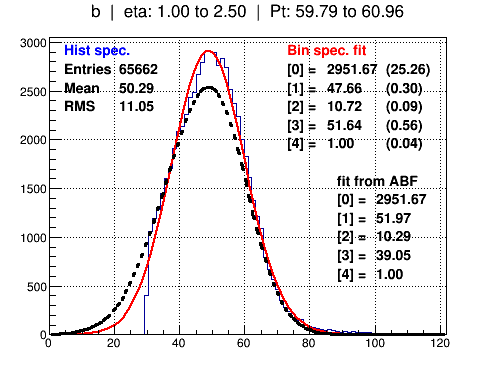 b | eta: 1.00 to 2.50 | Pt: 59.79 to 60.96
Hist spec.
Entries 65662
Mean 50.29
RMS 11.05
Bin spec. fit
[0] = 2951.67 (25.26)
[1] = 47.66 (0.30)
[2] = 10.72 (0.09)
[3] = 51.64 (0.56)
[4] = 1.00 (0.04)
fit from ABF
[0] = 2951.67
[1] = 51.97
[2] = 10.29
[3] = 39.05
[4] = 1.00
3000
2500
2000
1500
1000
500
0
0 20 40 60 80 100 120